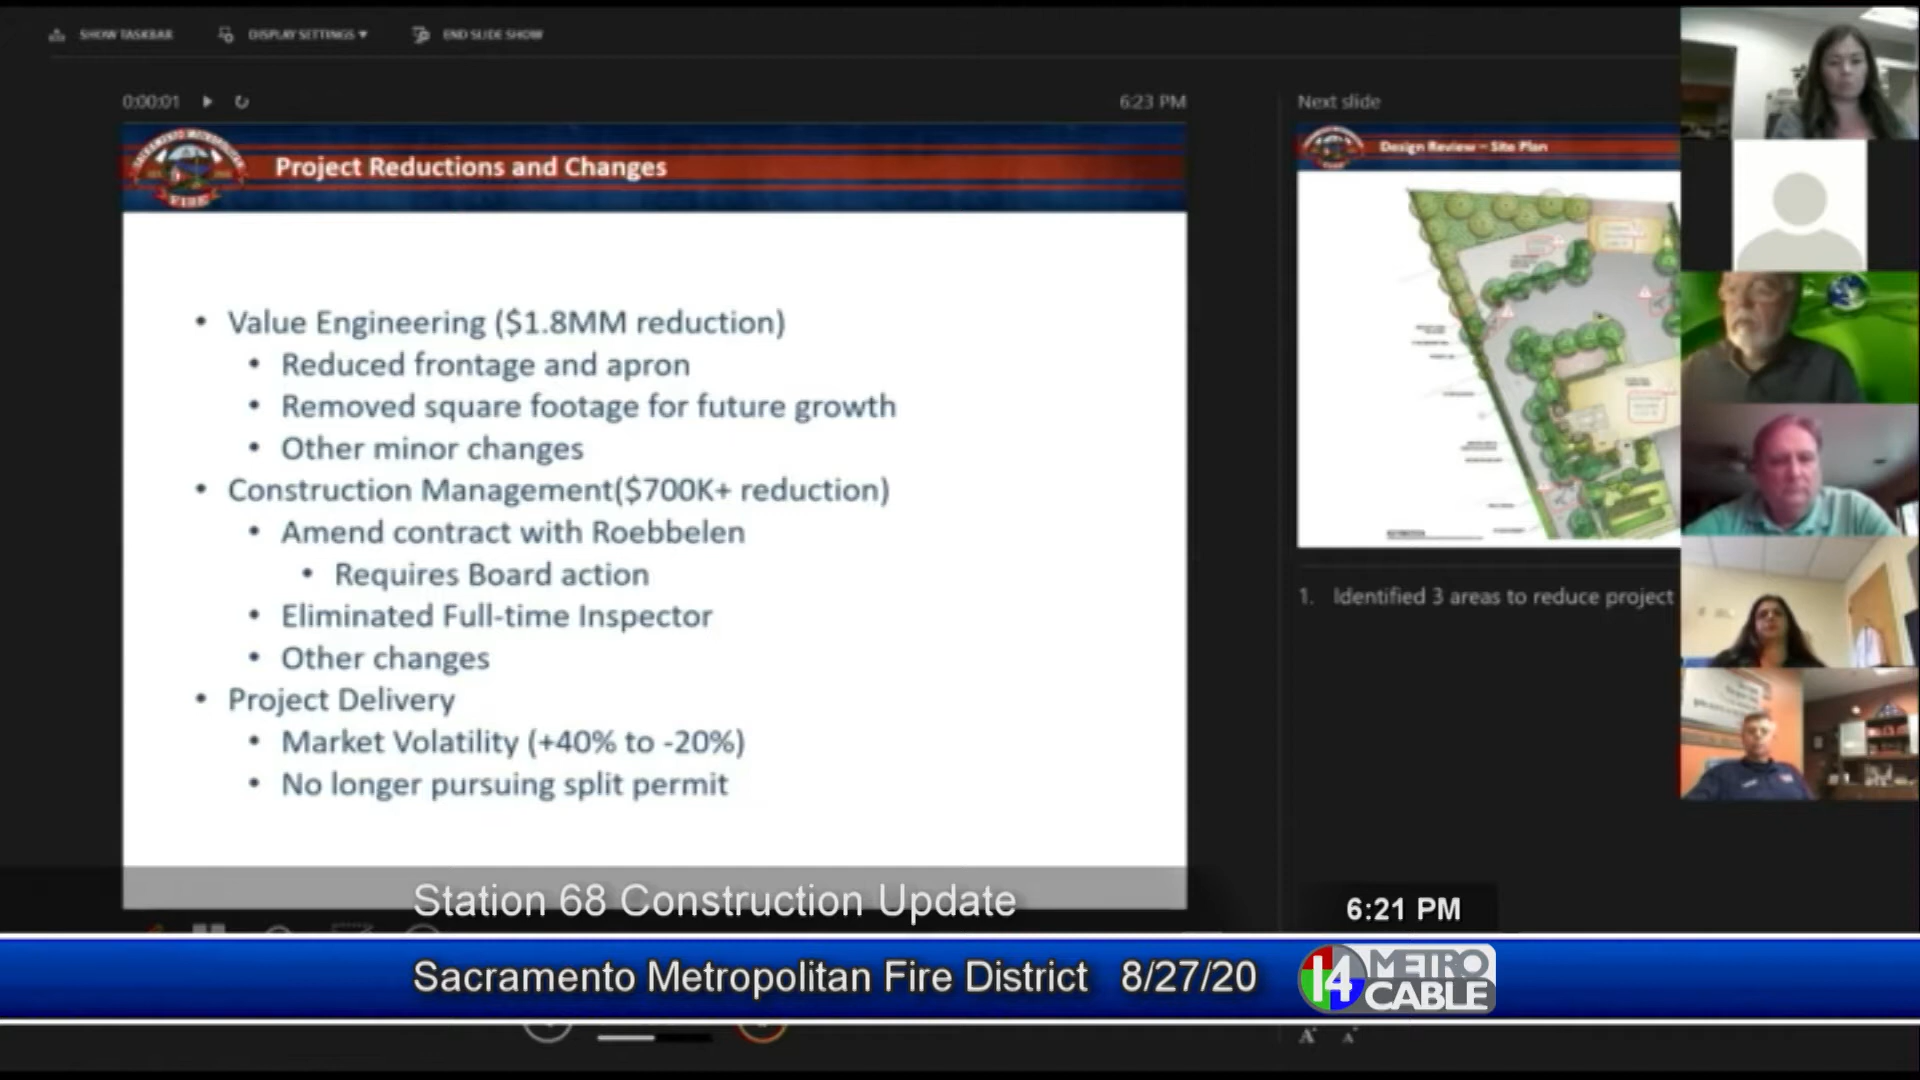 SHOW TASKBAR
DISPLAY SETTINGS ▼
END SLIDE SHOW
0:00:01
6:23 PM
Next slide
Project Reductions and Changes
Design Review – Site Plan
• Value Engineering ($1.8MM reduction)
• Reduced frontage and apron
• Removed square footage for future growth
• Other minor changes
• Construction Management($700K+ reduction)
• Amend contract with Roebbelen
• Requires Board action
• Eliminated Full-time Inspector
• Other changes
• Project Delivery
• Market Volatility (+40% to -20%)
• No longer pursuing split permit
1. Identified 3 areas to reduce project
Station 68 Construction Update
6:21 PM
Sacramento Metropolitan Fire District 8/27/20
14 METRO
CABLE
A A